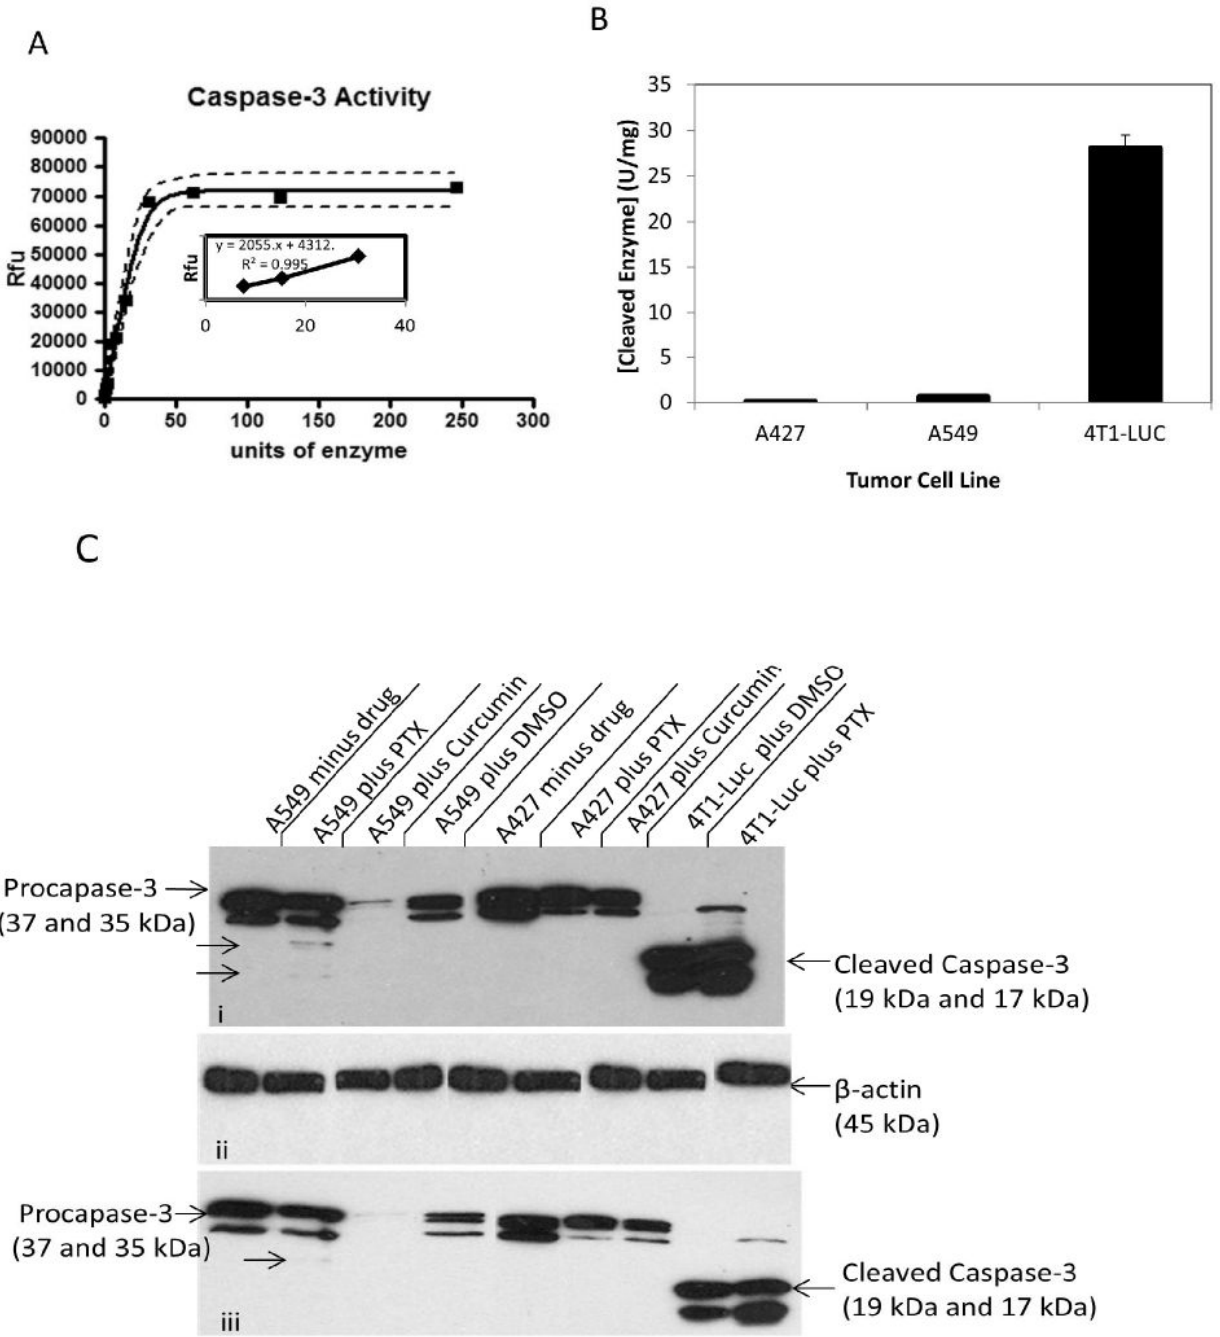 A
Caspase-3 Activity
90000
80000
70000
60000
50000
40000
30000
20000
10000
0
Rfu
y = 2055.x + 4312.
R² = 0.995
Rfu
0 20 40
0 50 100 150 200 250 300
units of enzyme
B
35
30
25
20
15
10
5
0
[Cleaved Enzyme] (U/mg)
A427 A549 4T1-LUC
Tumor Cell Line
C
A549 minus drug
A549 plus PTX
A549 plus Curcumin
A549 plus DMSO
A427 minus drug
A427 plus PTX
A427 plus Curcumin
4T1-Luc plus DMSO
4T1-Luc plus PTX
Procapase-3
(37 and 35 kDa)
Cleaved Caspase-3
(19 kDa and 17 kDa)
i
β-actin
(45 kDa)
ii
Procapase-3
(37 and 35 kDa)
Cleaved Caspase-3
(19 kDa and 17 kDa)
iii